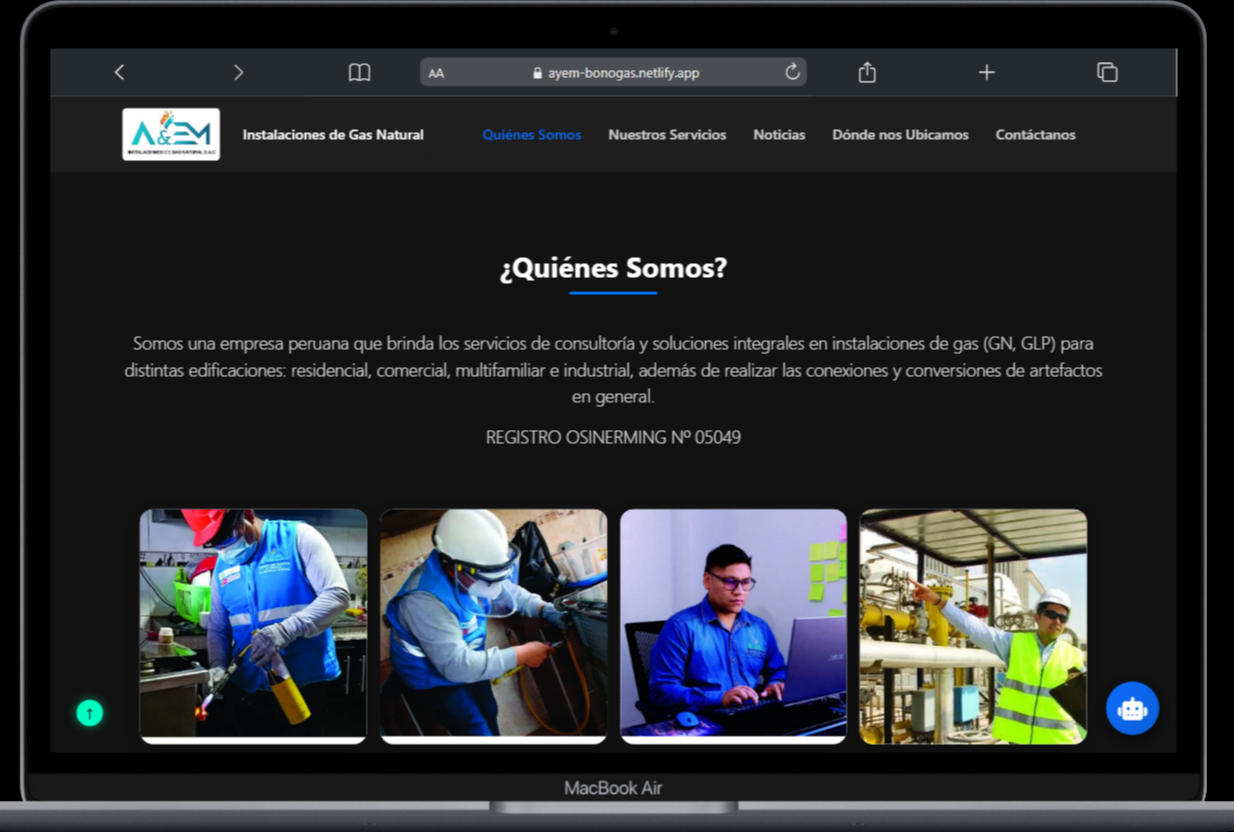 AA
ayem-bonogas.netlify.app
A&EM
INSTALACIONES DE GAS NATURAL S.A.C
Instalaciones de Gas Natural
Quiénes Somos
Nuestros Servicios
Noticias
Dónde nos Ubicamos
Contáctanos
¿Quiénes Somos?
Somos una empresa peruana que brinda los servicios de consultoría y soluciones integrales en instalaciones de gas (GN, GLP) para
distintas edificaciones: residencial, comercial, multifamiliar e industrial, además de realizar las conexiones y conversiones de artefactos
en general.
REGISTRO OSINERMING Nº 05049
MacBook Air